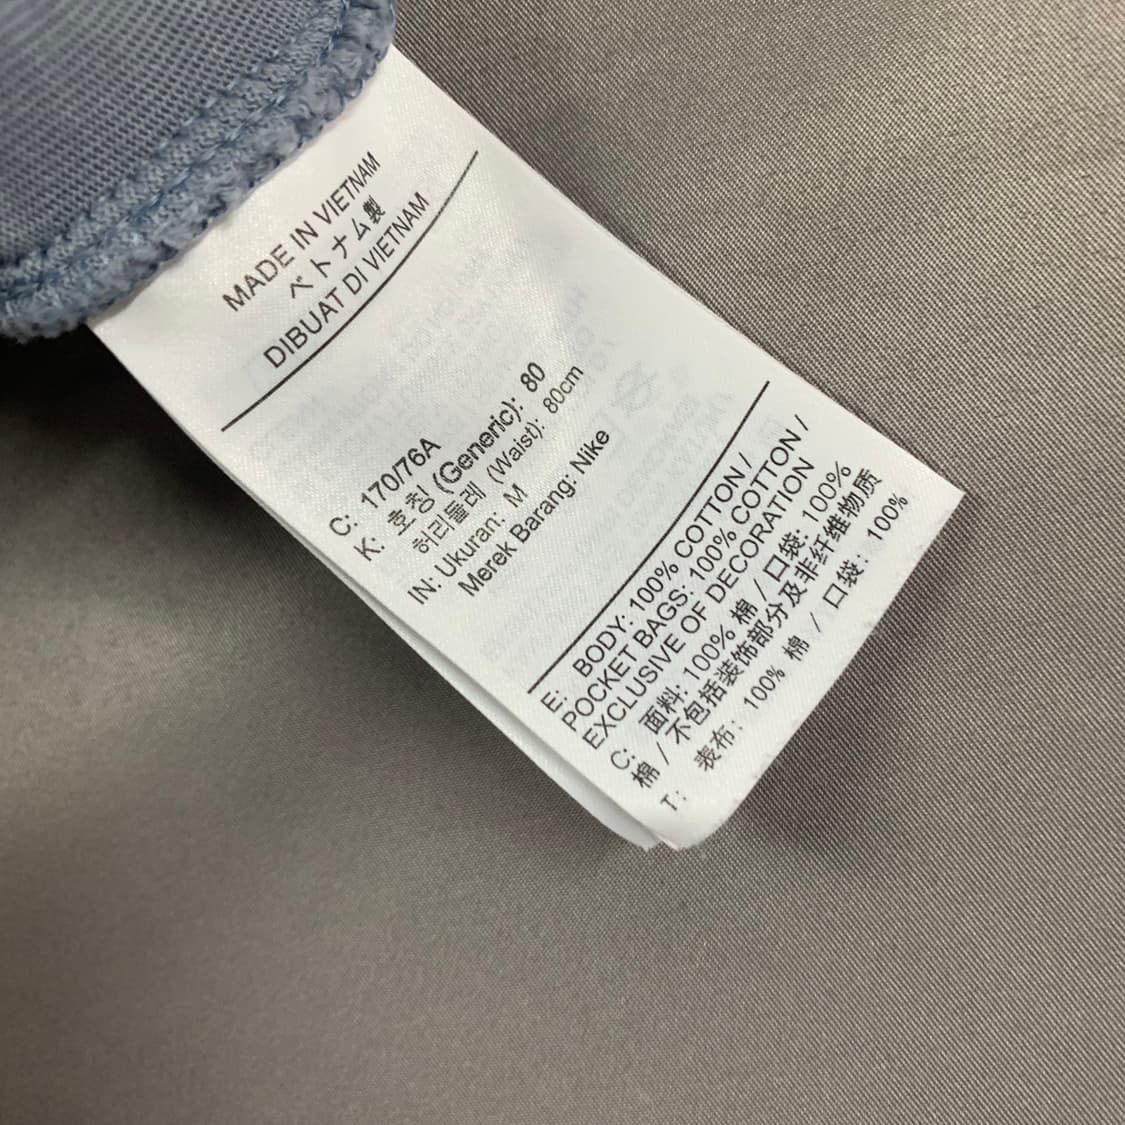 MADE IN VIETNAM
ベトナム製
DIBUAT DI VIETNAM
C: 170/76A
K: 호칭 (Generic): 80
허리둘레 (Waist): 80cm
IN: Ukuran: M
Merek Barang: Nike
E: BODY: 100% COTTON /
POCKET BAGS: 100% COTTON /
EXCLUSIVE OF DECORATION
C: 面料: 100% 棉 / 口袋: 100%
棉 / 不包括装饰部分及非纤维物质
T: 表布: 100% 棉 / 口袋: 100%